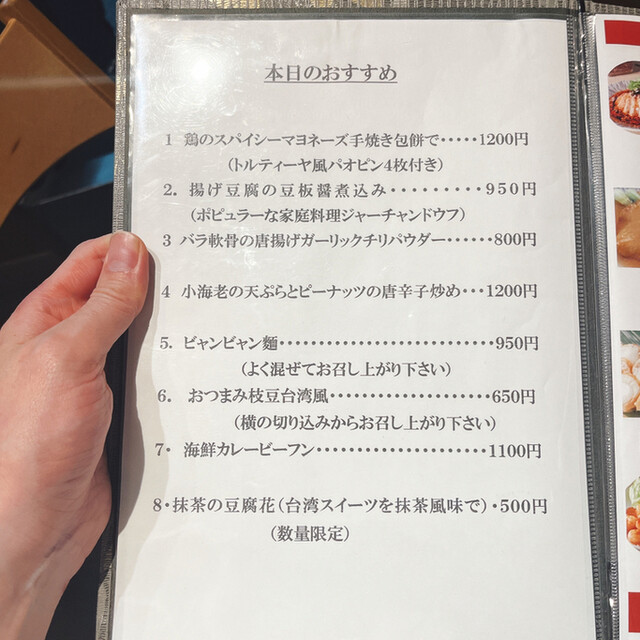 本日のおすすめ
1 鶏のスパイシーマヨネーズ手焼き包餅で・・・・・1200円
(トルティーヤ風パオピン4枚付き)
2. 揚げ豆腐の豆板醤煮込み・・・・・・・・・950円
(ポピュラーな家庭料理ジャーチャンドウフ)
3 バラ軟骨の唐揚げガーリックチリパウダー・・・・・・800円
4 小海老の天ぷらとピーナッツの唐辛子炒め・・・1200円
5. ビャンビャン麺・・・・・・・・・・・・・・・・・・・・・・・・・950円
(よく混ぜてお召し上がり下さい)
6. おつまみ枝豆台湾風・・・・・・・・・・・・・・・・・・・・・・650円
(横の切り込みからお召し上がり下さい)
7・ 海鮮カレービーフン・・・・・・・・・・・・・・・・・・・・1100円
8・抹茶の豆腐花(台湾スイーツを抹茶風味で)・500円
(数量限定)